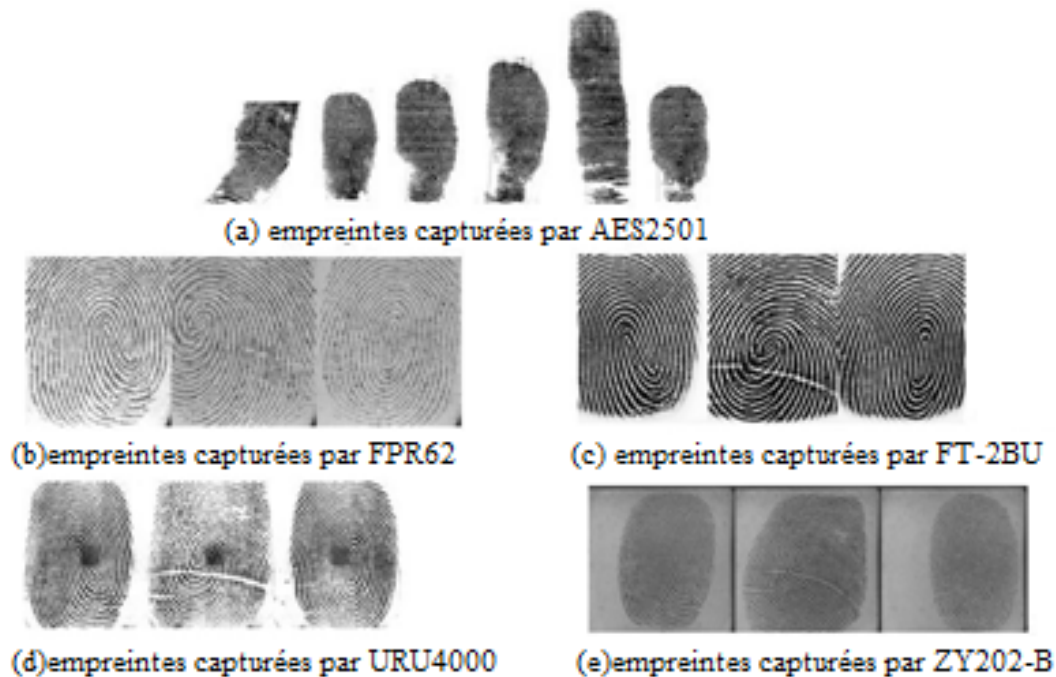 (a) empreintes capturées par AES2501
(b)empreintes capturées par FPR62
(c) empreintes capturées par FT-2BU
(d)empreintes capturées par URU4000
(e)empreintes capturées par ZY202-B